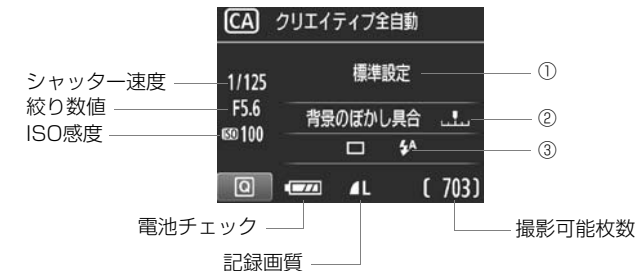 CA クリエイティブ全自動
標準設定 ①
シャッター速度 1/125
絞り数値 F5.6
背景のぼかし具合 ②
ISO感度 ISO 100
A ③
Q L [ 703]
電池チェック
撮影可能枚数
記録画質